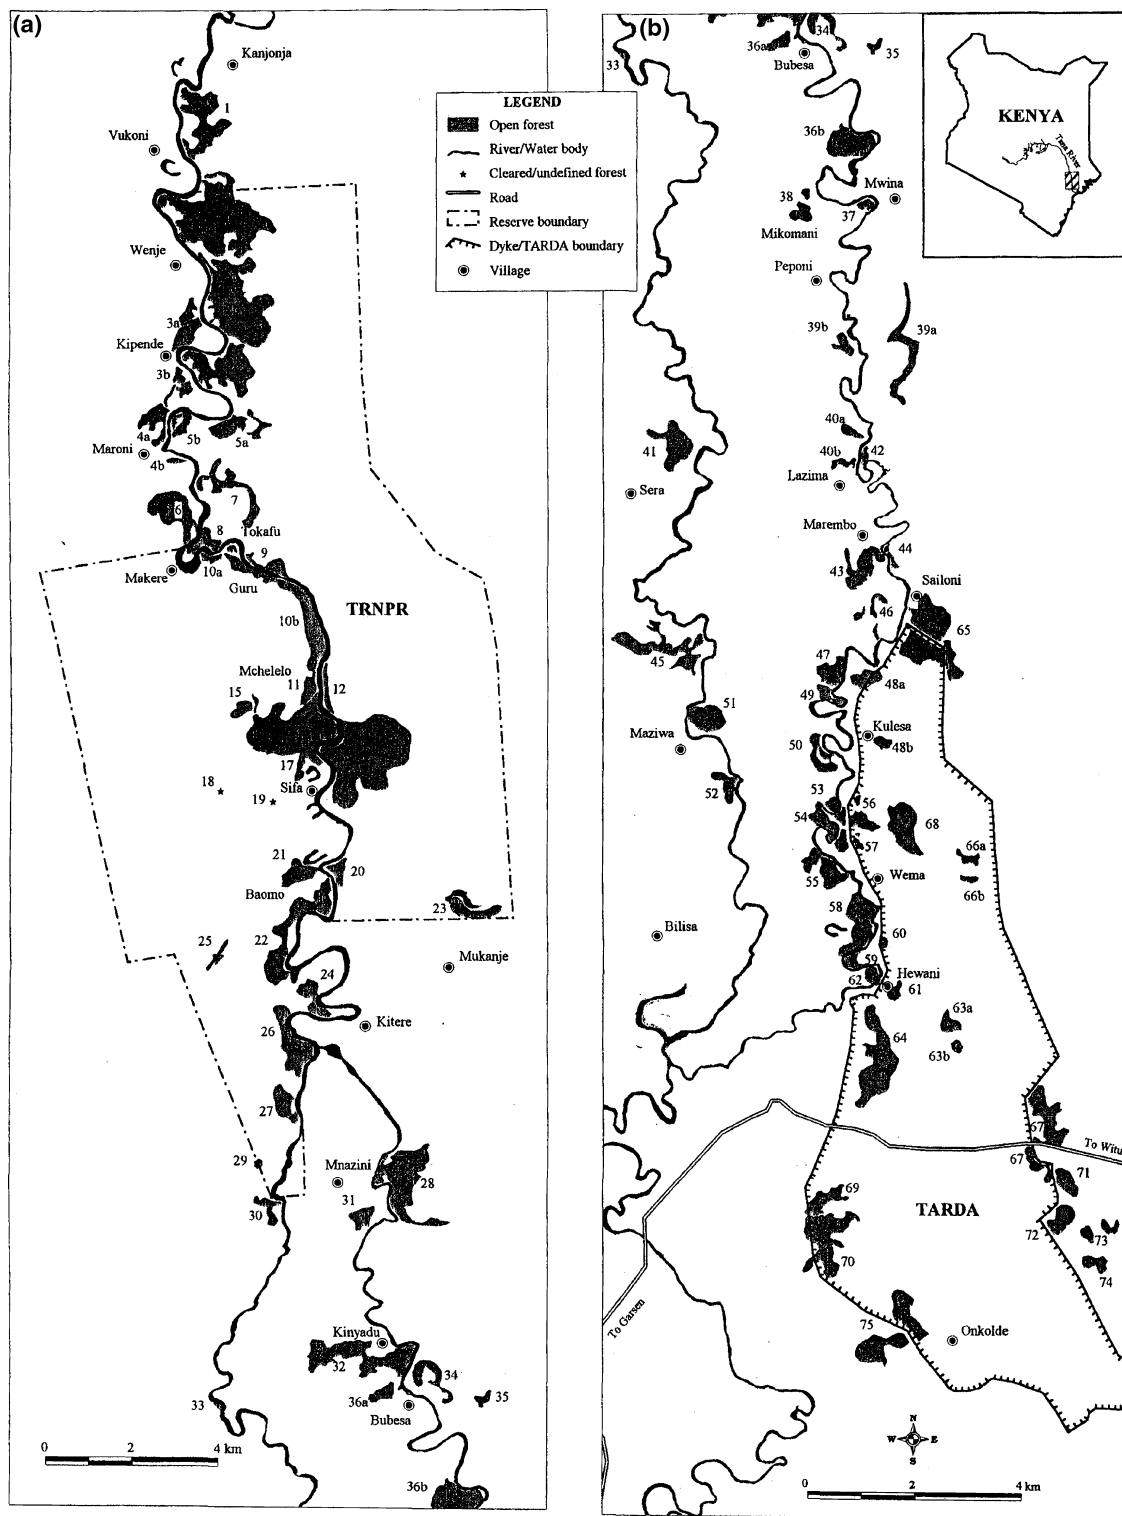 (a)
Kanjonja
1
Vukoni
Wenje
3a
Kipende
3b
4a
5b
5a
Maroni
4b
7
6
8
Tokafu
9
Makere
10a
Guru
TRNPR
10b
Mchelelo
11
12
15
17
18
19
Sifa
21
20
Baomo
23
22
25
24
Mukanje
26
Kitere
27
29
Mnazini
28
30
31
Kinyadu
32
34
36a
35
33
Bubesa
36b
0 2 4 km
LEGEND
Open forest
River/Water body
Cleared/undefined forest
Road
Reserve boundary
Dyke/TARDA boundary
Village
(b)
34
36a
35
33
Bubesa
36b
Mwina
38
37
Mikomani
Peponi
39b
39a
40a
41
40b
42
Lazima
Sera
Marembo
44
43
Sailoni
46
65
45
47
48a
49
51
Kulesa
50
48b
Maziwa
52
53
56
54
68
57
66a
55
Wema
66b
58
Bilisa
60
59
62
Hewani
61
63a
64
63b
67
To Witu
67
71
69
TARDA
72
73
70
74
75
Onkolde
To Garsen
N
W E
S
0 2 4 km
KENYA
Tana River